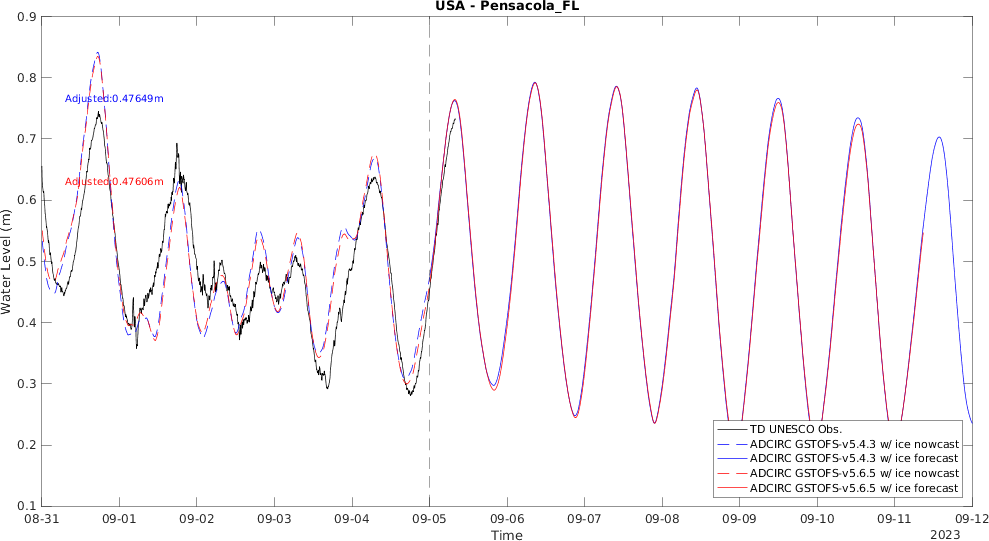 USA - Pensacola_FL
0.9
0.8
0.7
0.6
0.5
0.4
0.3
0.2
0.1
Water Level (m)
Adjusted:0.47649m
Adjusted:0.47606m
TD UNESCO Obs.
ADCIRC GSTOFS-v5.4.3 w/ ice nowcast
ADCIRC GSTOFS-v5.4.3 w/ ice forecast
ADCIRC GSTOFS-v5.6.5 w/ ice nowcast
ADCIRC GSTOFS-v5.6.5 w/ ice forecast
08-31 09-01 09-02 09-03 09-04 09-05 09-06 09-07 09-08 09-09 09-10 09-11 09-12
Time
2023